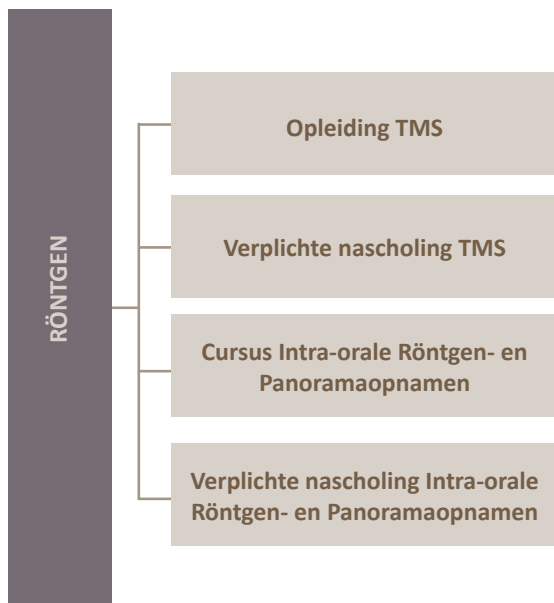 RÖNTGEN
Opleiding TMS
Verplichte nascholing TMS
Cursus Intra-orale Röntgen- en
Panoramaopnamen
Verplichte nascholing Intra-orale
Röntgen- en Panoramaopnamen